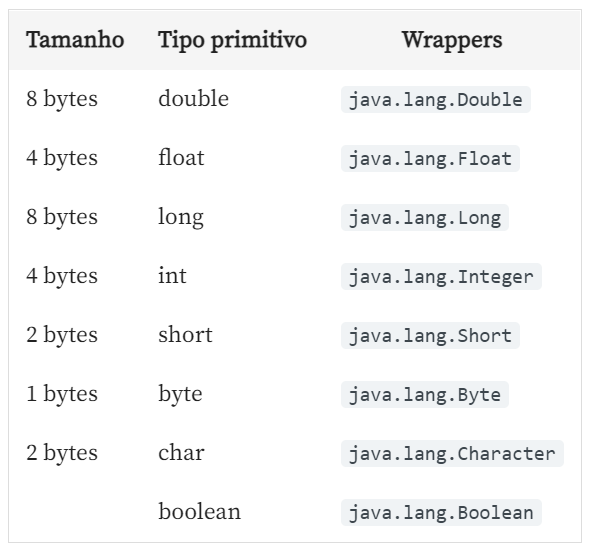 Tamanho Tipo primitivo Wrappers
8 bytes double java.lang.Double
4 bytes float java.lang.Float
8 bytes long java.lang.Long
4 bytes int java.lang.Integer
2 bytes short java.lang.Short
1 bytes byte java.lang.Byte
2 bytes char java.lang.Character
boolean java.lang.Boolean